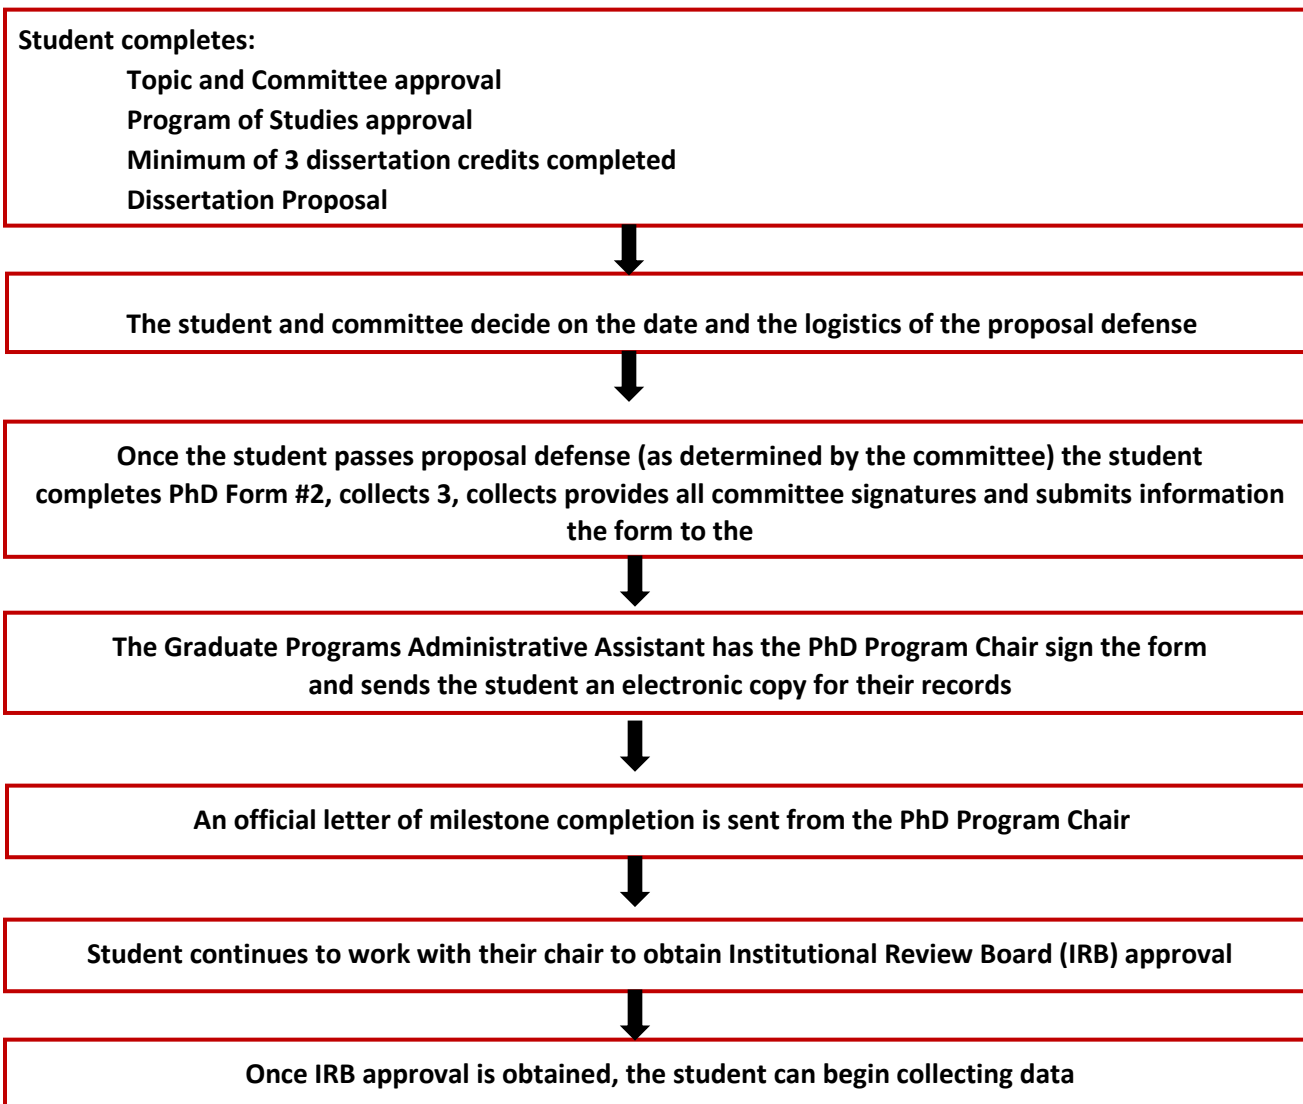 Student completes:
Topic and Committee approval
Program of Studies approval
Minimum of 3 dissertation credits completed
Dissertation Proposal
The student and committee decide on the date and the logistics of the proposal defense
Once the student passes proposal defense (as determined by the committee) the student
completes PhD Form #2, collects 3, collects provides all committee signatures and submits information
the form to the
The Graduate Programs Administrative Assistant has the PhD Program Chair sign the form
and sends the student an electronic copy for their records
An official letter of milestone completion is sent from the PhD Program Chair
Student continues to work with their chair to obtain Institutional Review Board (IRB) approval
Once IRB approval is obtained, the student can begin collecting data